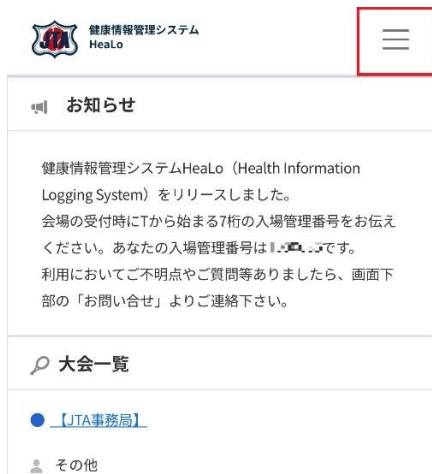 JTA
健康情報管理システム
HeaLo
お知らせ
健康情報管理システムHeaLo（Health Information
Logging System）をリリースしました。
会場の受付時にTから始まる7桁の入場管理番号をお伝え
ください。あなたの入場管理番号は です。
利用においてご不明点やご質問等ありましたら、画面下
部の「お問い合せ」よりご連絡下さい。
大会一覧
【JTA事務局】
その他